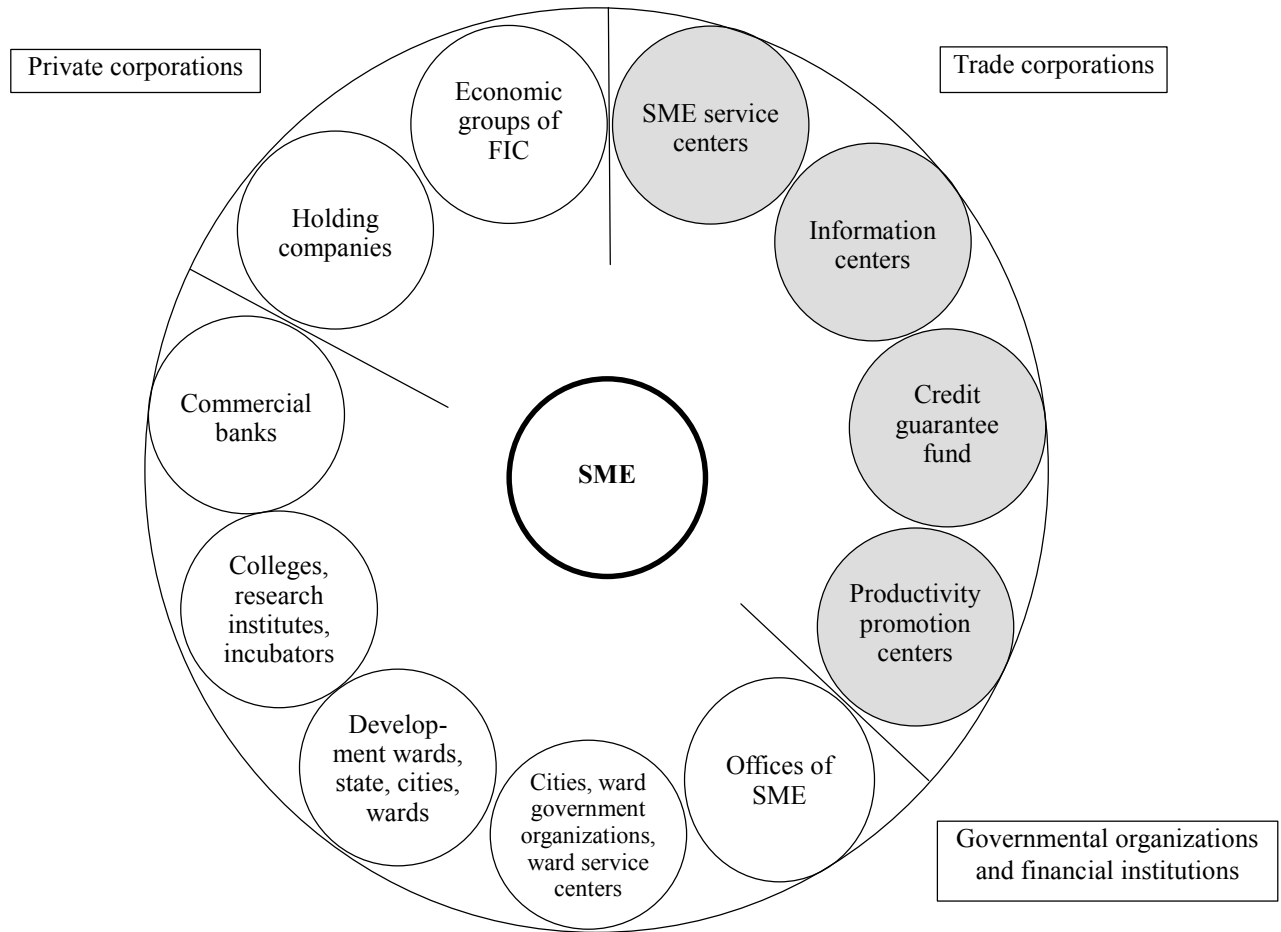 Private corporations
Trade corporations
Economic
groups of
FIC
SME service
centers
Holding
companies
Information
centers
Commercial
banks
SME
Credit
guarantee
fund
Colleges,
research
institutes,
incubators
Productivity
promotion
centers
Develop-
ment wards,
state, cities,
wards
Cities, ward
government
organizations,
ward service
centers
Offices of
SME
Governmental organizations
and financial institutions